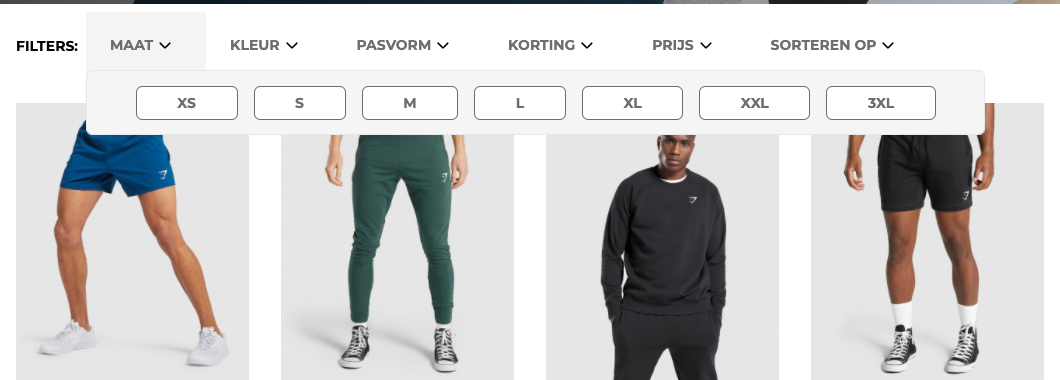 FILTERS: MAAT KLEUR PASVORM KORTING PRIJS SORTEREN OP
XS S M L XL XXL 3XL